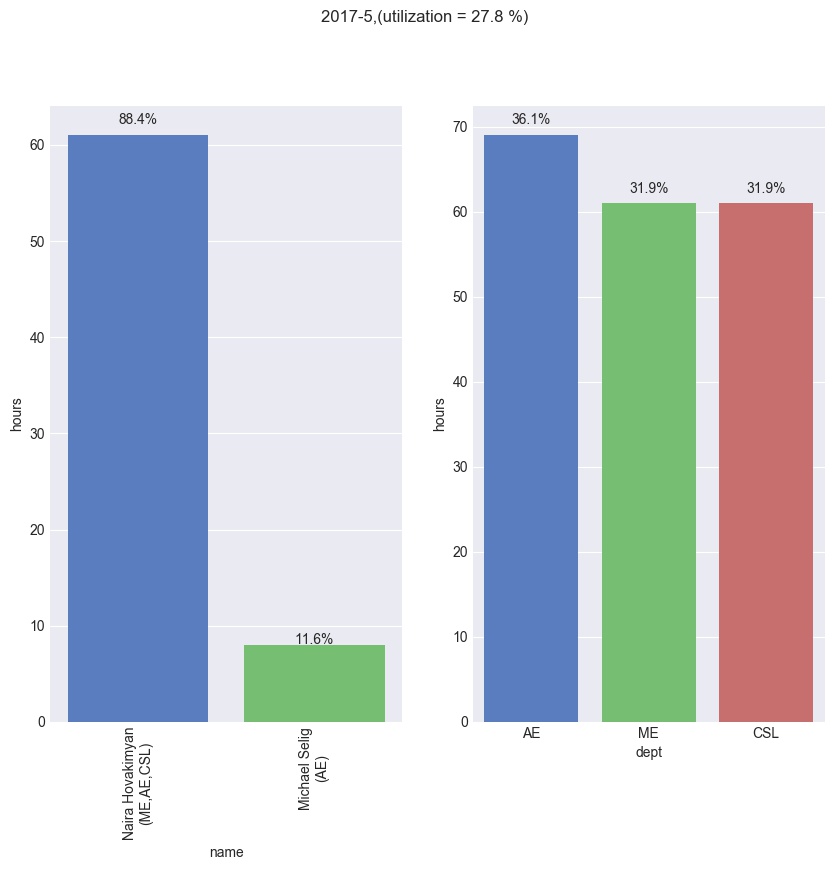 2017-5,(utilization = 27.8 %)
88.4%
11.6%
60
50
40
30
20
10
0
hours
Naira Hovakimyan
(ME,AE,CSL)
Michael Selig
(AE)
name
36.1%
31.9%
31.9%
70
60
50
40
30
20
10
0
hours
AE
ME
CSL
dept